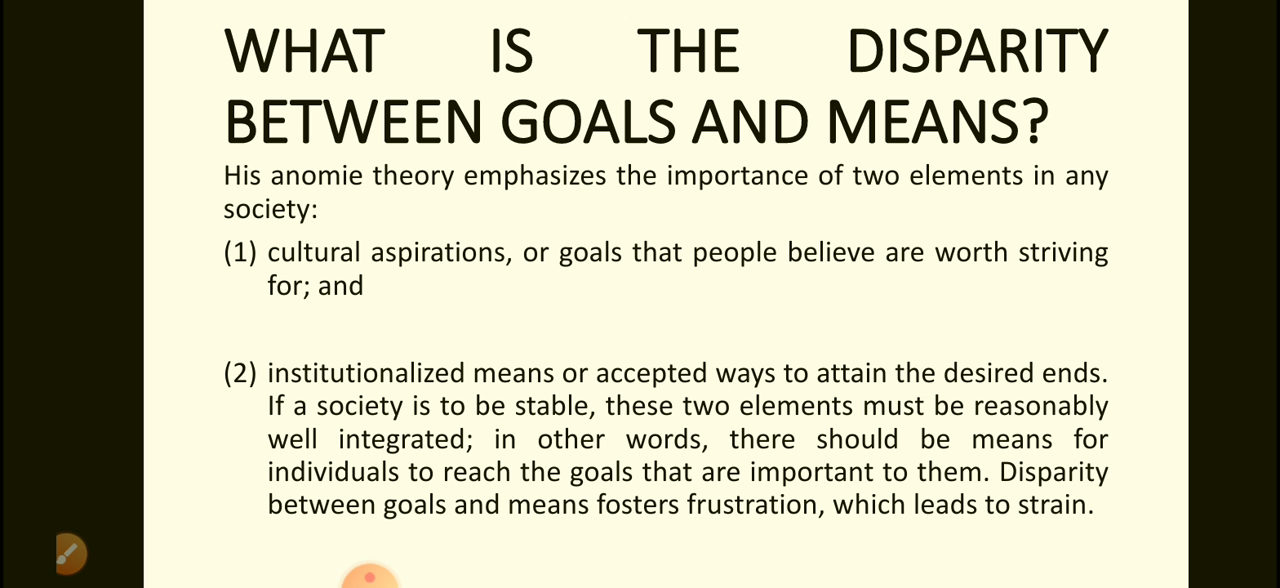 WHAT IS THE DISPARITY
BETWEEN GOALS AND MEANS?
His anomie theory emphasizes the importance of two elements in any
society:
(1) cultural aspirations, or goals that people believe are worth striving
for; and
(2) institutionalized means or accepted ways to attain the desired ends.
If a society is to be stable, these two elements must be reasonably
well integrated; in other words, there should be means for
individuals to reach the goals that are important to them. Disparity
between goals and means fosters frustration, which leads to strain.